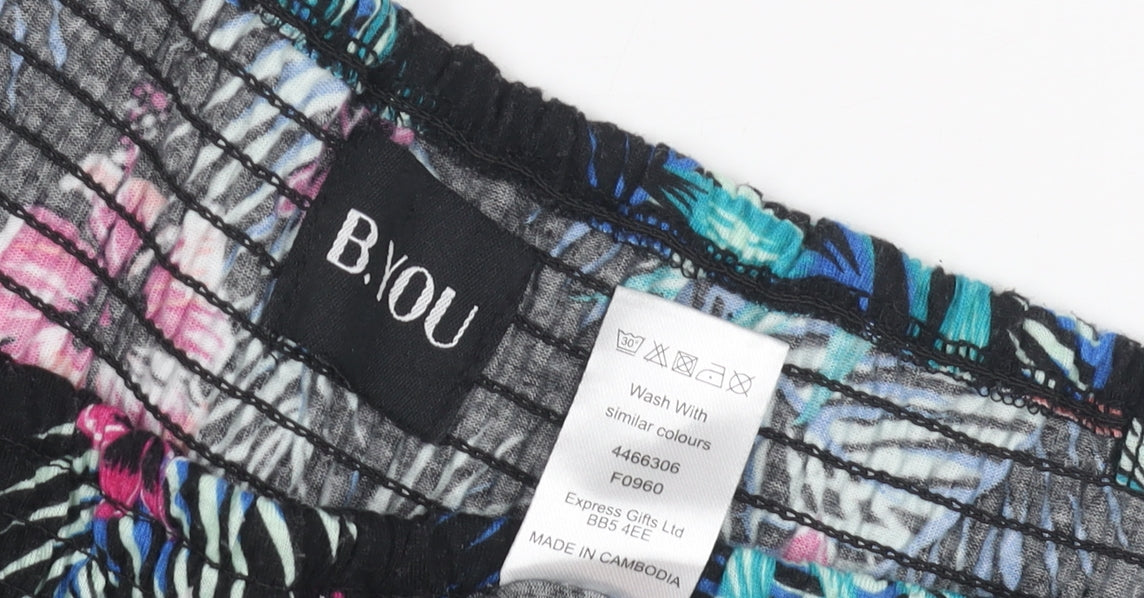 B.YOU
30°
Wash With
similar colours
4466306
F0960
Express Gifts Ltd
BB5 4EE
MADE IN CAMBODIA